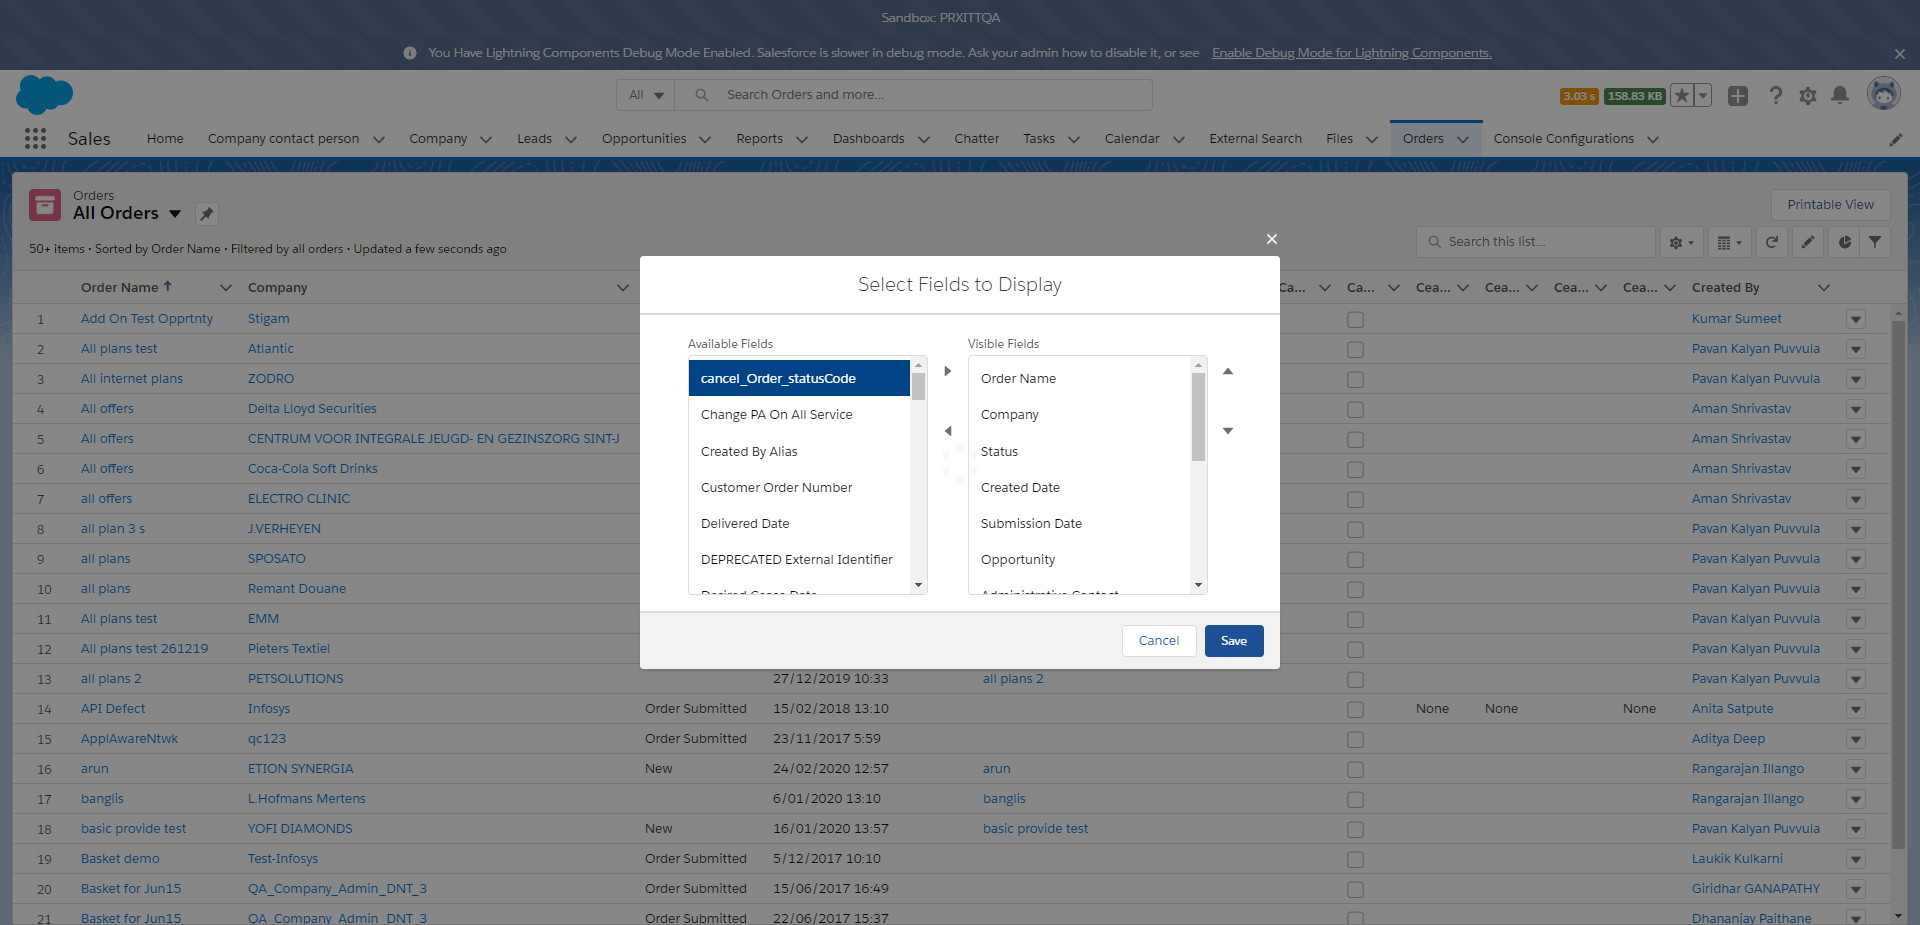 Sandbox: PRXITTQA
You Have Lightning Components Debug Mode Enabled. Salesforce is slower in debug mode. Ask your admin how to disable it, or see Enable Debug Mode for Lightning Components.
All Search Orders and more...
3.03 s 158.83 KB
Sales Home Company contact person Company Leads Opportunities Reports Dashboards Chatter Tasks Calendar External Search Files Orders Console Configurations
Orders
All Orders
Printable View
50+ items • Sorted by Order Name • Filtered by all orders • Updated a few seconds ago
Search this list...
Order Name Company Ca... Ca... Cea... Cea... Cea... Cea... Created By
1 Add On Test Opprtnty Stigam Kumar Sumeet
2 All plans test Atlantic Pavan Kalyan Puvvula
3 All internet plans ZODRO Pavan Kalyan Puvvula
4 All offers Delta Lloyd Securities Aman Shrivastav
5 All offers CENTRUM VOOR INTEGRALE JEUGD- EN GEZINSZORG SINT-J Aman Shrivastav
6 All offers Coca-Cola Soft Drinks Aman Shrivastav
7 all offers ELECTRO CLINIC Aman Shrivastav
8 all plan 3 s J.VERHEYEN Pavan Kalyan Puvvula
9 all plans SPOSATO Pavan Kalyan Puvvula
10 all plans Remant Douane Pavan Kalyan Puvvula
11 All plans test EMM Pavan Kalyan Puvvula
12 All plans test 261219 Pieters Textiel Pavan Kalyan Puvvula
13 all plans 2 PETSOLUTIONS 27/12/2019 10:33 all plans 2 Pavan Kalyan Puvvula
14 API Defect Infosys Order Submitted 15/02/2018 13:10 None None None Anita Satpute
15 ApplAwareNtwk qc123 Order Submitted 23/11/2017 5:59 Aditya Deep
16 arun ETION SYNERGIA New 24/02/2020 12:57 arun Rangarajan Illango
17 banglis L.Hofmans Mertens 6/01/2020 13:10 banglis Rangarajan Illango
18 basic provide test YOFI DIAMONDS New 16/01/2020 13:57 basic provide test Pavan Kalyan Puvvula
19 Basket demo Test-Infosys Order Submitted 5/12/2017 10:10 Laukik Kulkarni
20 Basket for Jun15 QA_Company_Admin_DNT_3 Order Submitted 15/06/2017 16:49 Giridhar GANAPATHY
21 Basket for Jun15 QA_Company_Admin_DNT_3 Order Submitted 22/06/2017 15:37 Dhananjay Paithane
Select Fields to Display
Available Fields
cancel_Order_statusCode
Change PA On All Service
Created By Alias
Customer Order Number
Delivered Date
DEPRECATED External Identifier
Desired Cease Date
Visible Fields
Order Name
Company
Status
Created Date
Submission Date
Opportunity
Administrative Contact
Cancel Save